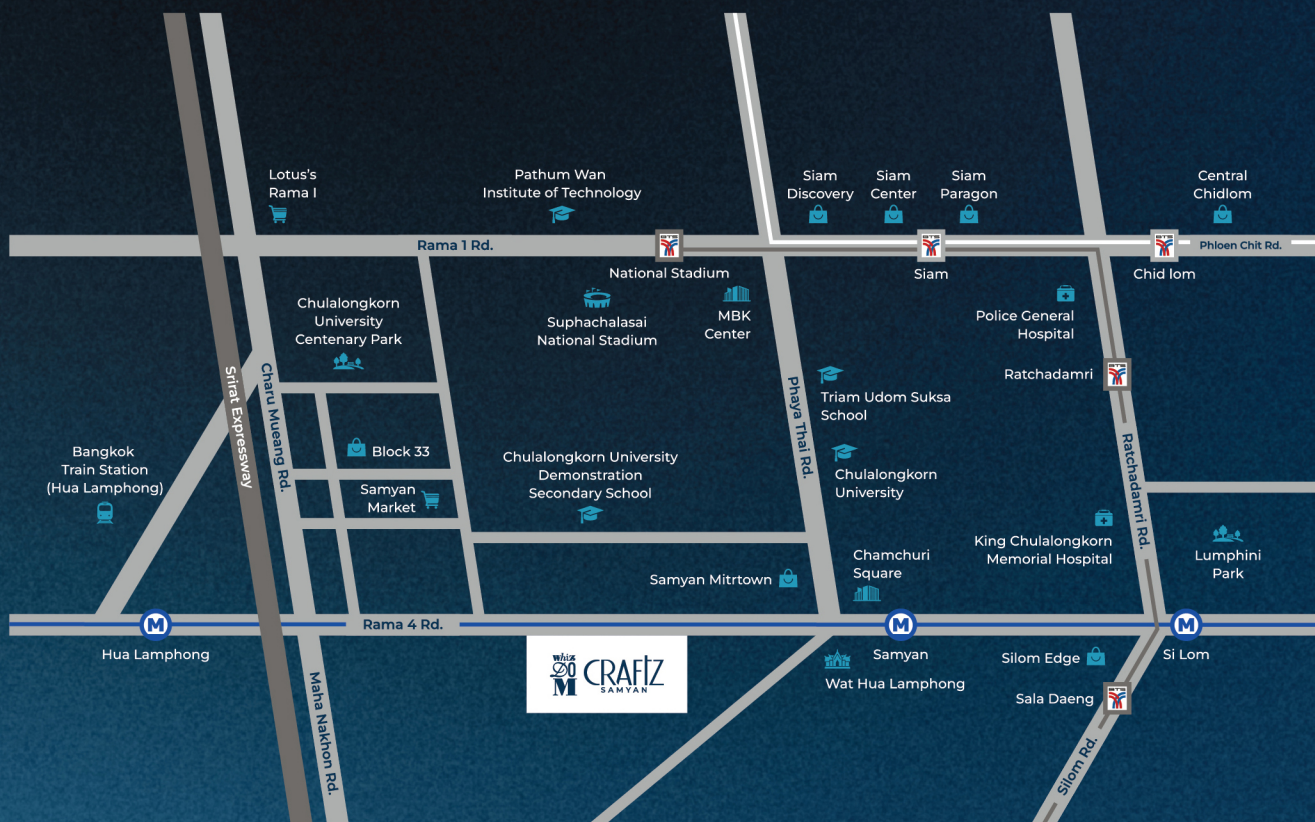 Lotus's
Rama I
Pathum Wan
Institute of Technology
Siam
Discovery
Siam
Center
Siam
Paragon
Central
Chidlom
Rama 1 Rd.
Phloen Chit Rd.
National Stadium
Siam
Chid lom
Chulalongkorn
University
Centenary Park
Suphachalasai
National Stadium
MBK
Center
Police General
Hospital
Ratchadamri
Srirat Expressway
Charu Mueang Rd.
Phaya Thai Rd.
Triam Udom Suksa
School
Ratchadamri Rd.
Bangkok
Train Station
(Hua Lamphong)
Block 33
Samyan
Market
Chulalongkorn University
Demonstration
Secondary School
Chulalongkorn
University
King Chulalongkorn
Memorial Hospital
Lumphini
Park
Samyan Mitrtown
Chamchuri
Square
M
Rama 4 Rd.
M
M
Hua Lamphong
Samyan
Si Lom
whiz
DO
M
CRAFTZ
SAMYAN
Wat Hua Lamphong
Silom Edge
Sala Daeng
Maha Nakhon Rd.
Silom Rd.